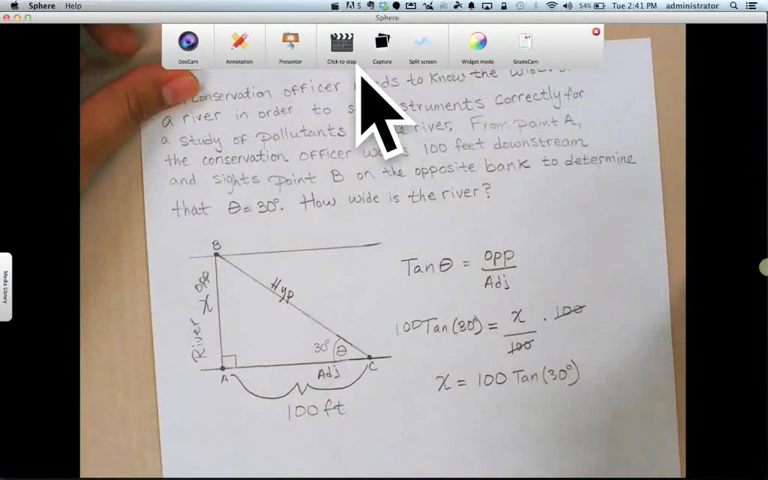 Sphere Help
54% Tue 2:41 PM administrator
Sphere
DocCam Annotation Presenter Click to stop Capture Split screen Widget mode GradeCam
conservation officer to know the
a river in order to instruments correctly for
a study of pollutants river. From point A,
the conservation officer 100 feet downstream
and sights point B on the opposite bank to determine
that θ=30°. How wide is the river?
B
River x opp
Hyp
30° θ
A Adj C
100 ft
Tan θ = opp / Adj
100 Tan(30°) = x / 100 · 100
x = 100 Tan(30°)
Media Library